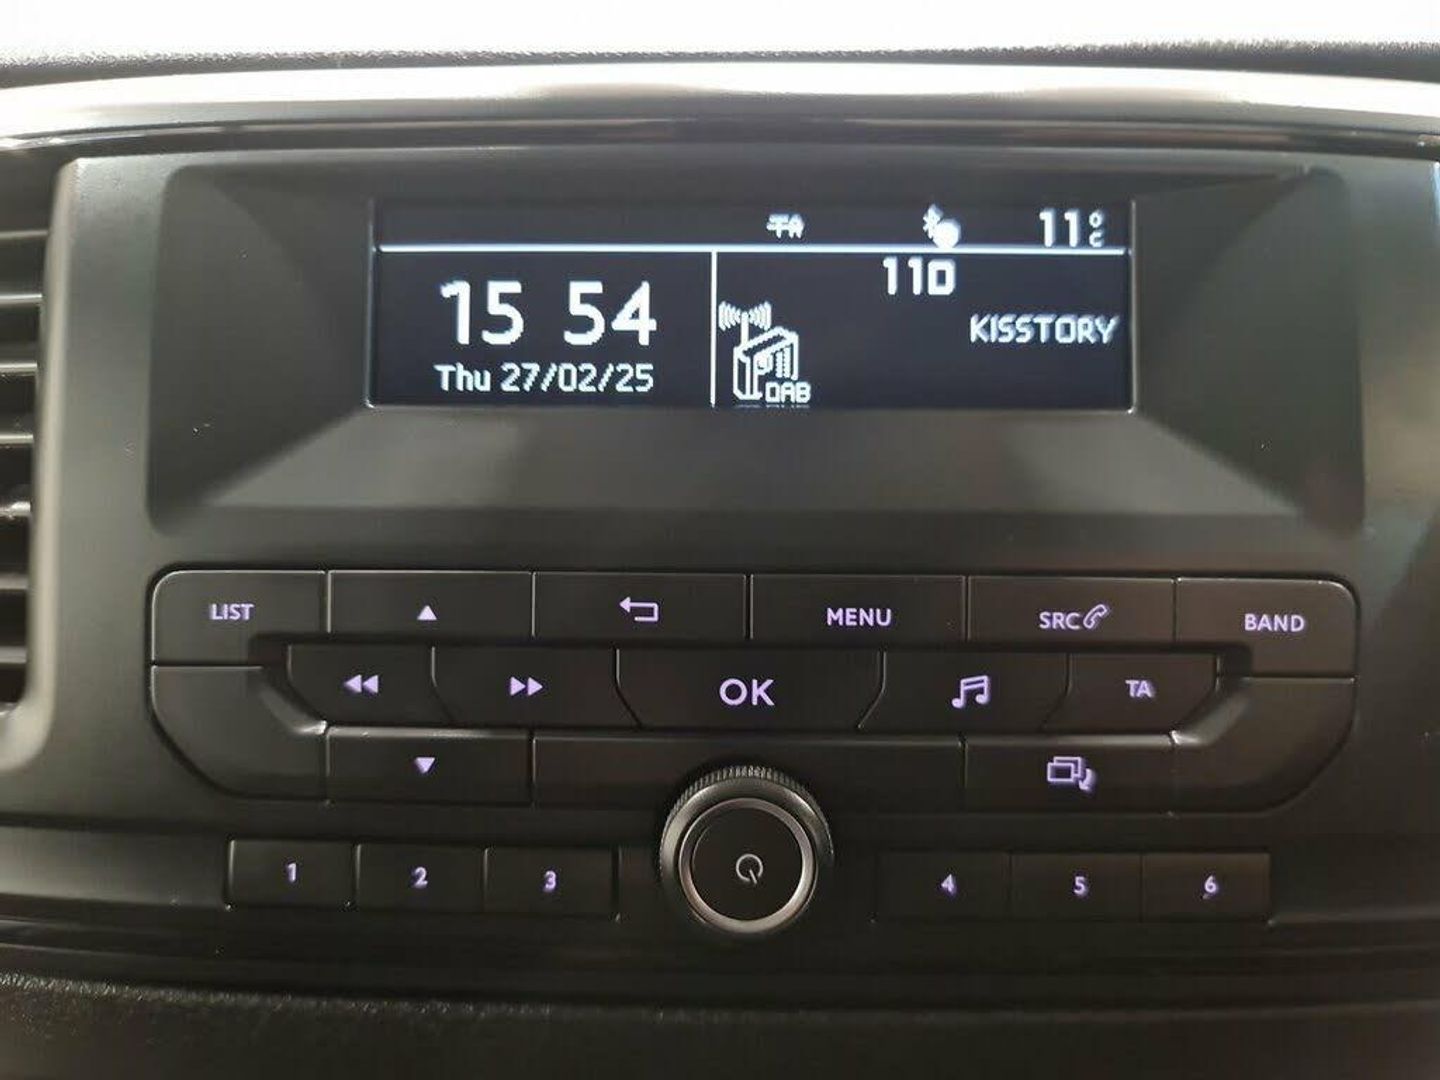 TA 11°C
11D
15 54
KISSTORY
Thu 27/02/25
DAB
LIST
MENU
SRC
BAND
OK
TA
1 2 3 4 5 6